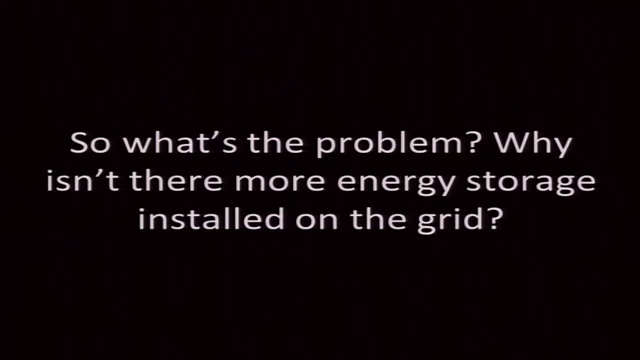 So what's the problem? Why
isn't there more energy storage
installed on the grid?